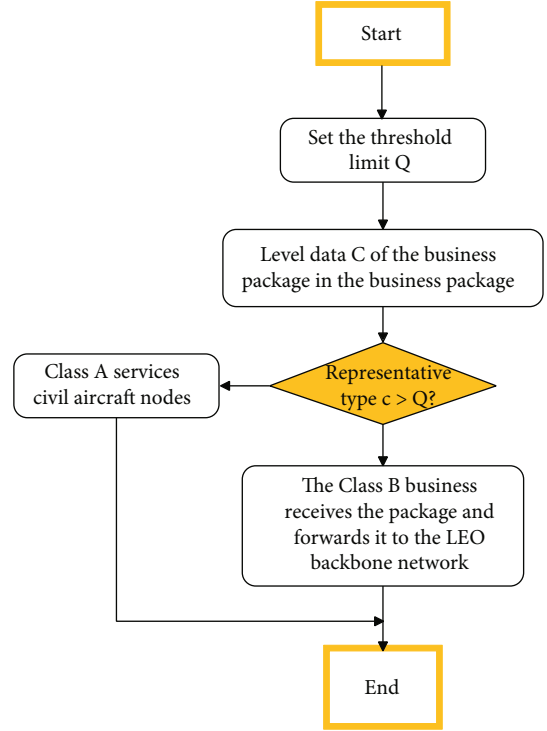 Start
Set the threshold
limit Q
Level data C of the business
package in the business package
Representative
type c > Q?
Class A services
civil aircraft nodes
The Class B business
receives the package and
forwards it to the LEO
backbone network
End